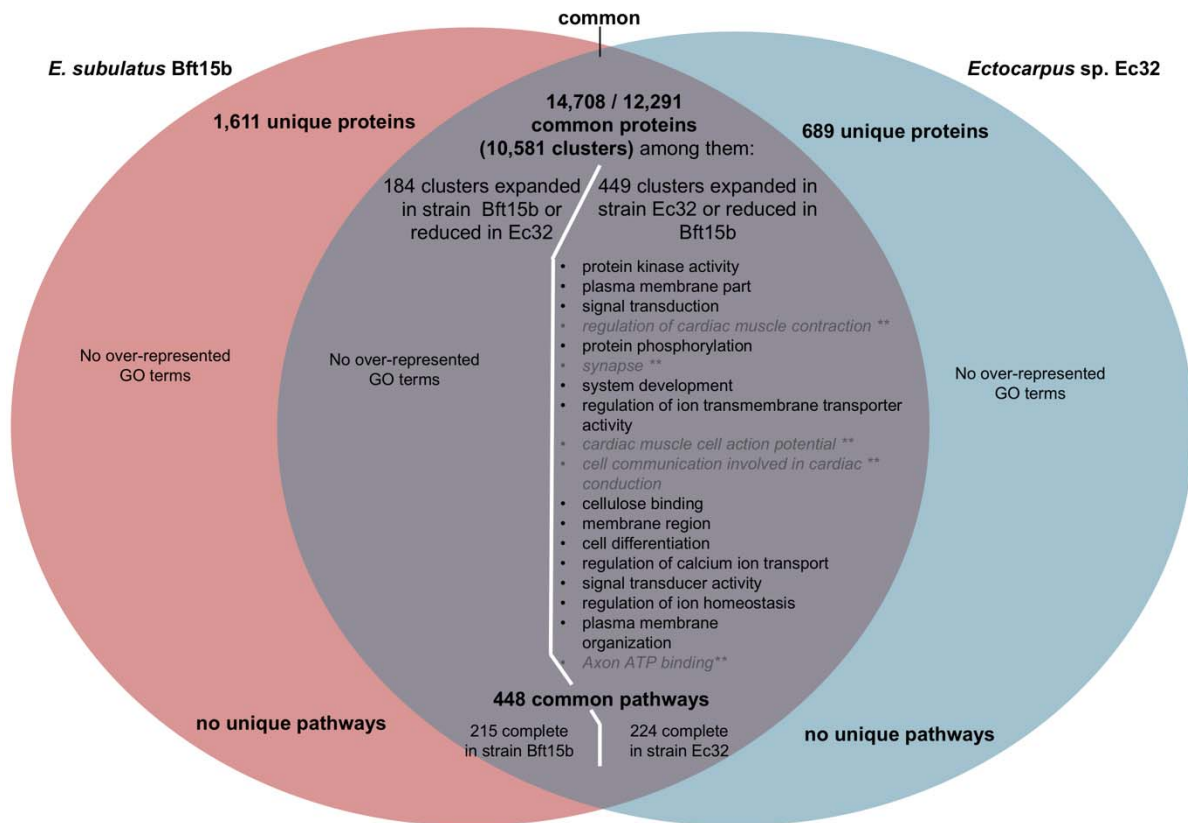 common
E. subulatus Bft15b
Ectocarpus sp. Ec32
1,611 unique proteins
14,708 / 12,291
common proteins
(10,581 clusters) among them:
689 unique proteins
184 clusters expanded
in strain Bft15b or
reduced in Ec32
449 clusters expanded in
strain Ec32 or reduced in
Bft15b
No over-represented
GO terms
No over-represented
GO terms
• protein kinase activity
• plasma membrane part
• signal transduction
• regulation of cardiac muscle contraction **
• protein phosphorylation
• synapse **
• system development
• regulation of ion transmembrane transporter
activity
• cardiac muscle cell action potential **
• cell communication involved in cardiac **
conduction
• cellulose binding
• membrane region
• cell differentiation
• regulation of calcium ion transport
• signal transducer activity
• regulation of ion homeostasis
• plasma membrane
organization
• Axon ATP binding**
No over-represented
GO terms
no unique pathways
448 common pathways
215 complete
in strain Bft15b
224 complete
in strain Ec32
no unique pathways